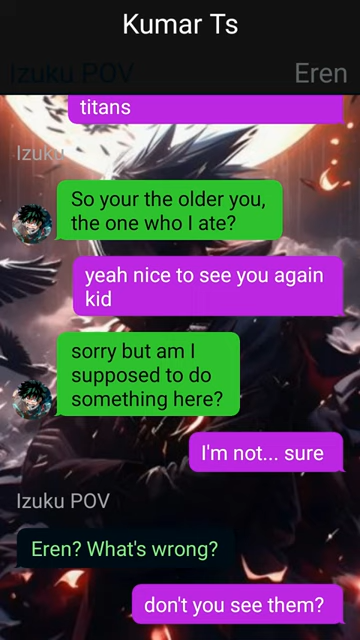 Kumar Ts
Izuku POV
Eren
titans
Izuku
So your the older you,
the one who I ate?
yeah nice to see you again
kid
sorry but am I
supposed to do
something here?
I'm not... sure
Izuku POV
Eren? What's wrong?
don't you see them?